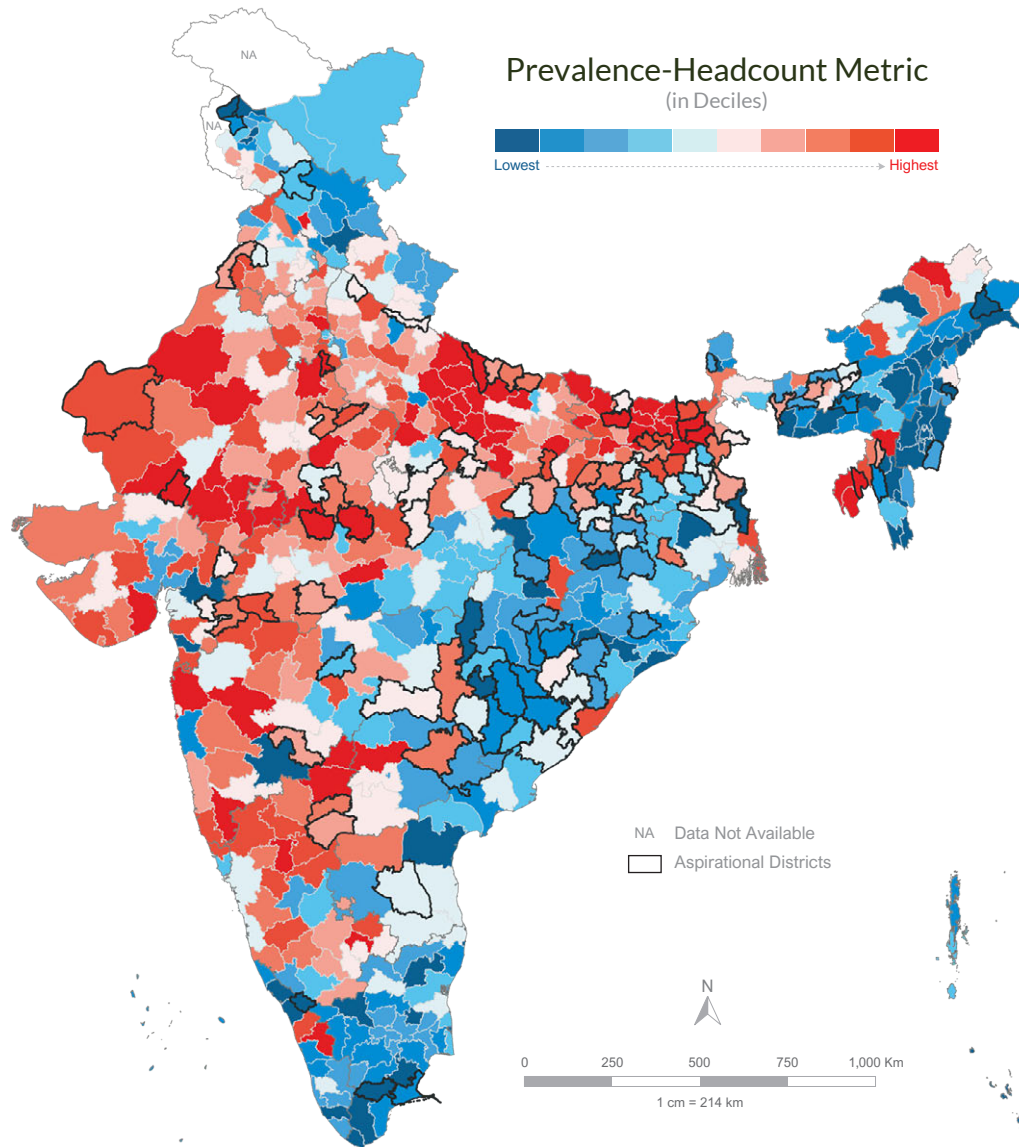 Prevalence-Headcount Metric
(in Deciles)
Lowest
Highest
NA
NA
NA Data Not Available
Aspirational Districts
N
0 250 500 750 1,000 Km
1 cm = 214 km